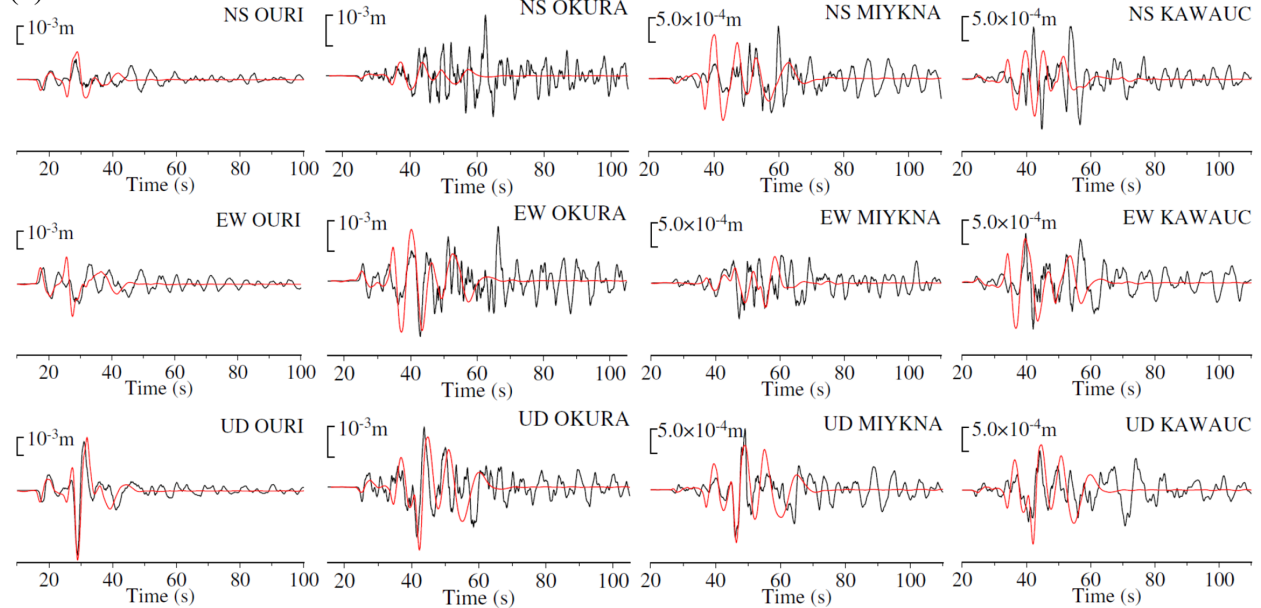 10-³m NS OURI
10-³m NS OKURA
5.0×10-⁴m NS MIYKNA
5.0×10-⁴m NS KAWAUC
20 40 60 80 100
Time (s)
20 40 60 80 100
Time (s)
20 40 60 80 100
Time (s)
20 40 60 80 100
Time (s)
10-³m EW OURI
10-³m EW OKURA
5.0×10-⁴m EW MIYKNA
5.0×10-⁴m EW KAWAUC
20 40 60 80 100
Time (s)
20 40 60 80 100
Time (s)
20 40 60 80 100
Time (s)
20 40 60 80 100
Time (s)
10-³m UD OURI
10-³m UD OKURA
5.0×10-⁴m UD MIYKNA
5.0×10-⁴m UD KAWAUC
20 40 60 80 100
Time (s)
20 40 60 80 100
Time (s)
20 40 60 80 100
Time (s)
20 40 60 80 100
Time (s)